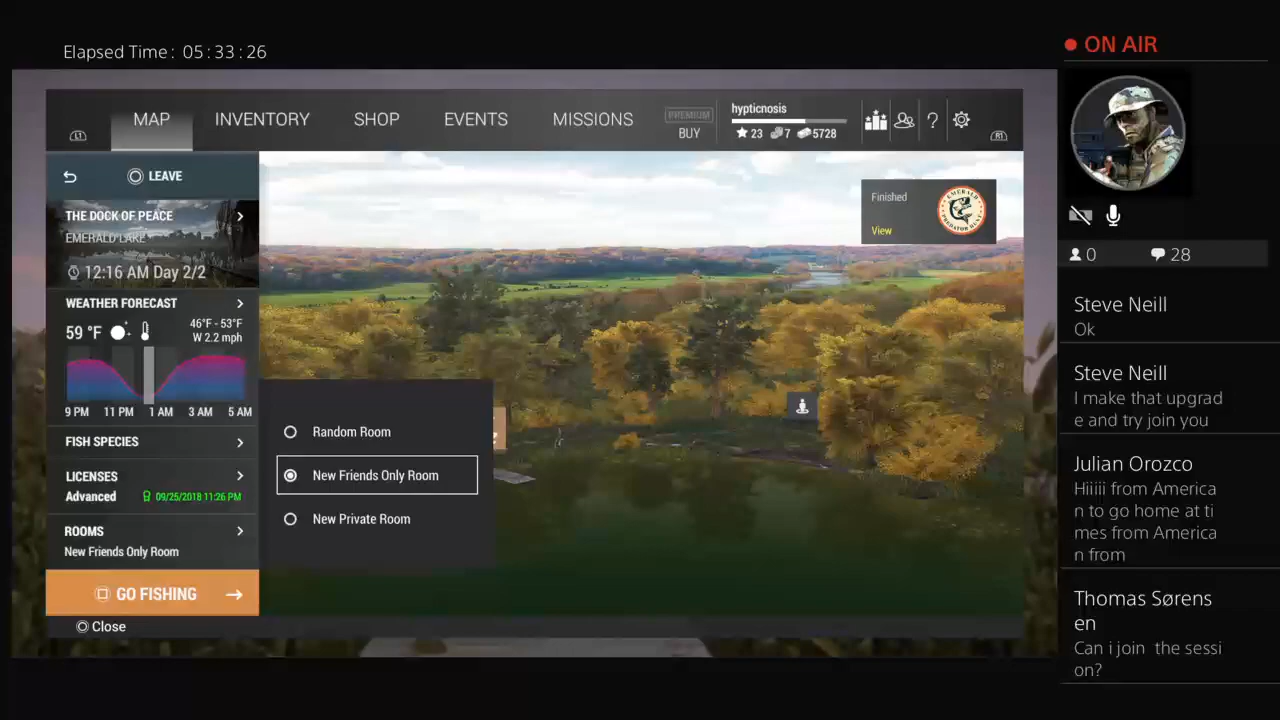 Elapsed Time: 05:33:26
ON AIR
MAP
INVENTORY
SHOP
EVENTS
MISSIONS
PREMIUM
BUY
hypticnosis
23 7 5728
?
L1
R1
LEAVE
THE DOCK OF PEACE
EMERALD LAKE
12:16 AM Day 2/2
WEATHER FORECAST
59 °F
46°F - 53°F
W 2.2 mph
9 PM 11 PM 1 AM 3 AM 5 AM
FISH SPECIES
LICENSES
Advanced 09/25/2018 11:26 PM
ROOMS
New Friends Only Room
GO FISHING
Close
Random Room
New Friends Only Room
New Private Room
Finished
View
EMERALD
PREDATOR HUNT
0 28
Steve Neill
Ok
Steve Neill
I make that upgrad
e and try join you
Julian Orozco
Hiiiii from America
n to go home at ti
mes from America
n from
Thomas Sørens
en
Can i join the sessi
on?